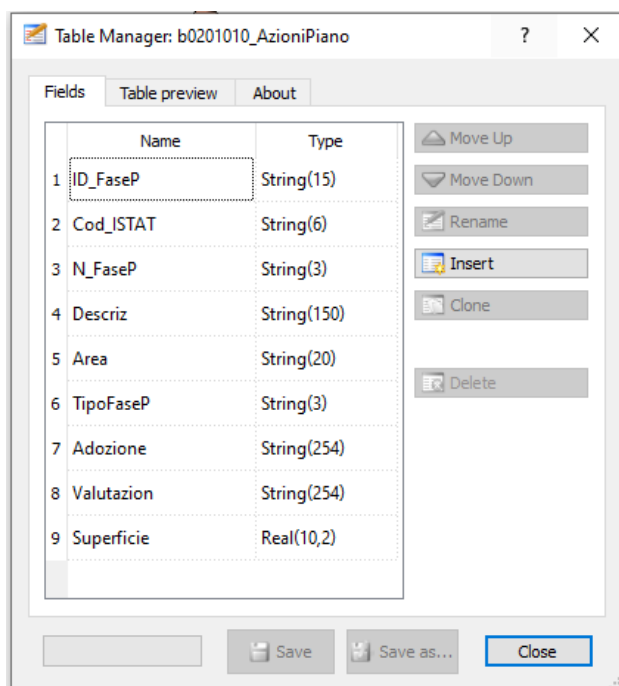 Table Manager: b0201010_AzioniPiano ? ×
Fields Table preview About
Name Type
1 ID_FaseP String(15)
2 Cod_ISTAT String(6)
3 N_FaseP String(3)
4 Descriz String(150)
5 Area String(20)
6 TipoFaseP String(3)
7 Adozione String(254)
8 Valutazion String(254)
9 Superficie Real(10,2)
Move Up
Move Down
Rename
Insert
Clone
Delete
Save Save as... Close